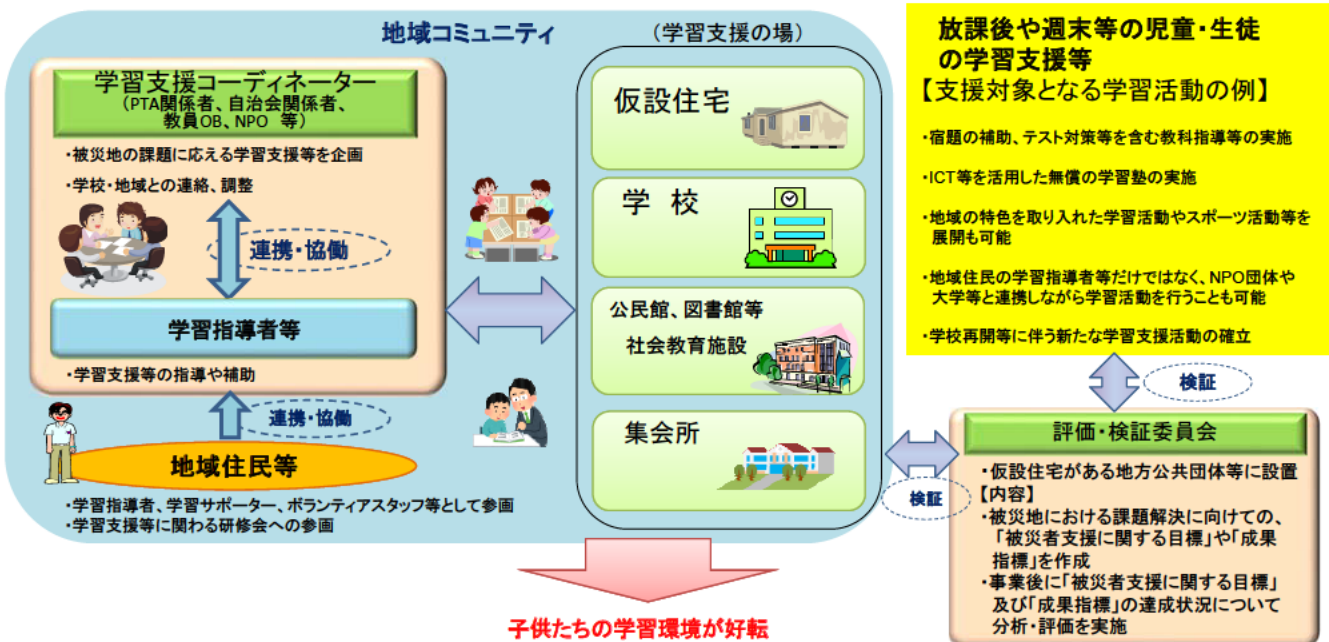 地域コミュニティ
学習支援コーディネーター
(PTA関係者、自治会関係者、
教員OB、NPO 等)
・被災地の課題に応える学習支援等を企画
・学校・地域との連絡、調整
連携・協働
学習指導者等
・学習支援等の指導や補助
連携・協働
地域住民等
・学習指導者、学習サポーター、ボランティアスタッフ等として参画
・学習支援等に関わる研修会への参画
(学習支援の場)
仮設住宅
学 校
公民館、図書館等
社会教育施設
集会所
子供たちの学習環境が好転
放課後や週末等の児童・生徒
の学習支援等
【支援対象となる学習活動の例】
・宿題の補助、テスト対策等を含む教科指導等の実施
・ICT等を活用した無償の学習塾の実施
・地域の特色を取り入れた学習活動やスポーツ活動等を
展開も可能
・地域住民の学習指導者等だけではなく、NPO団体や
大学等と連携しながら学習活動を行うことも可能
・学校再開等に伴う新たな学習支援活動の確立
検証
検証
評価・検証委員会
・仮設住宅がある地方公共団体等に設置
【内容】
・被災地における課題解決に向けての、
「被災者支援に関する目標」や「成果
指標」を作成
・事業後に「被災者支援に関する目標」
及び「成果指標」の達成状況について
分析・評価を実施